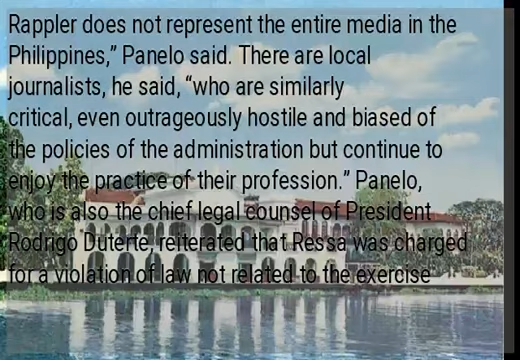 Rappler does not represent the entire media in the
Philippines,” Panelo said. There are local
journalists, he said, “who are similarly
critical, even outrageously hostile and biased of
the policies of the administration but continue to
enjoy the practice of their profession.” Panelo,
who is also the chief legal counsel of President
Rodrigo Duterte, reiterated that Ressa was charged
for a violation of law not related to the exercise